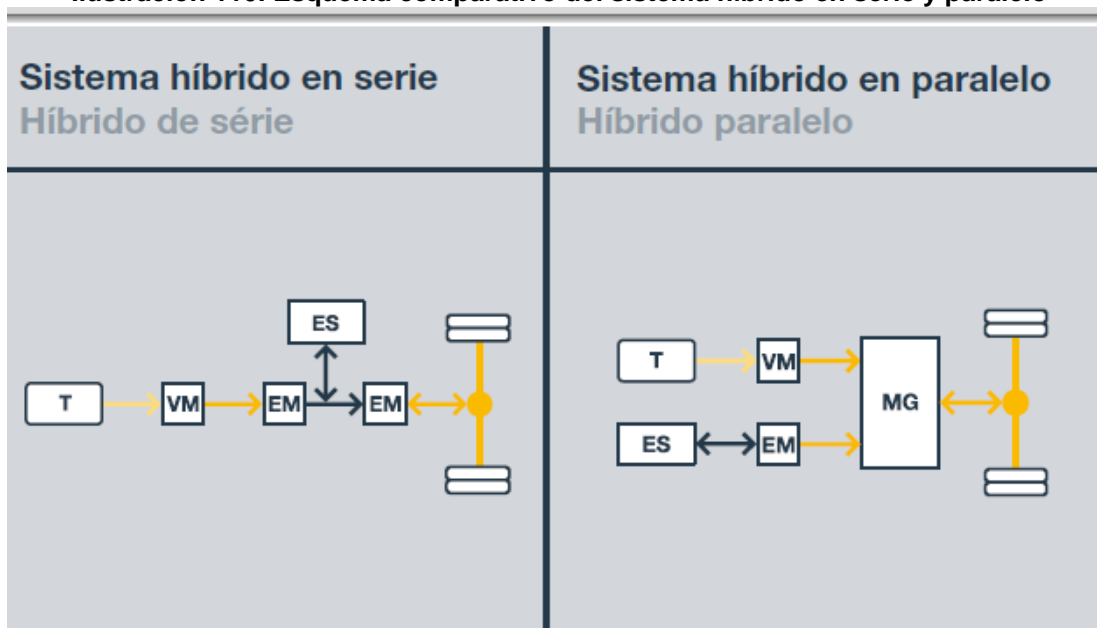 Sistema híbrido en serie
Híbrido de série
Sistema híbrido en paralelo
Híbrido paralelo
ES
T
VM
EM
EM
T
VM
MG
ES
EM